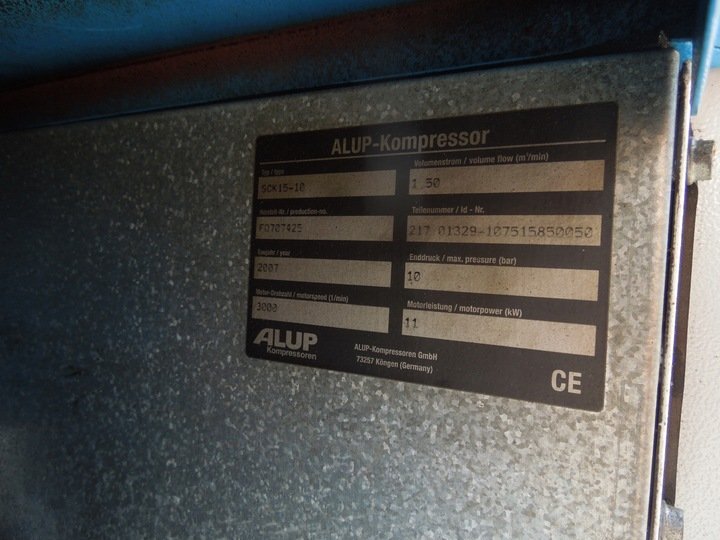 ALUP-Kompressor
Typ / type
SCK15-10
Volumenstrom / volume flow (m³/min)
1,50
Herstell-Nr. / production-no.
F0707425
Teilenummer / Id - Nr.
217 01329-107515850050
Baujahr / year
2007
Enddruck / max. pressure (bar)
10
Motor-Drehzahl / motorspeed (1/min)
3000
Motorleistung / motorpower (kW)
11
ALUP
Kompressoren
ALUP-Kompressoren GmbH
73257 Köngen (Germany)
CE